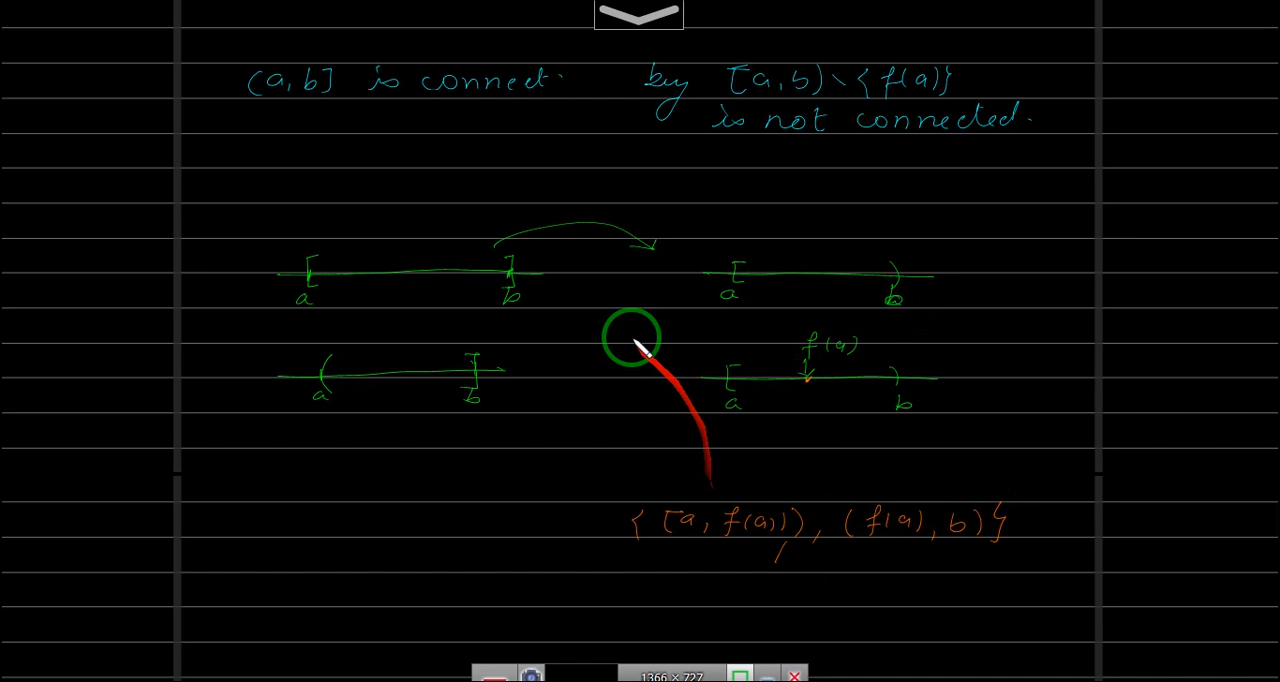 (a, b] is connect. by [a, b) \ {f(a)}
is not connected.
a b a b
f(a)
a b a b
{ [a, f(a)), (f(a), b) }
1366 × 727